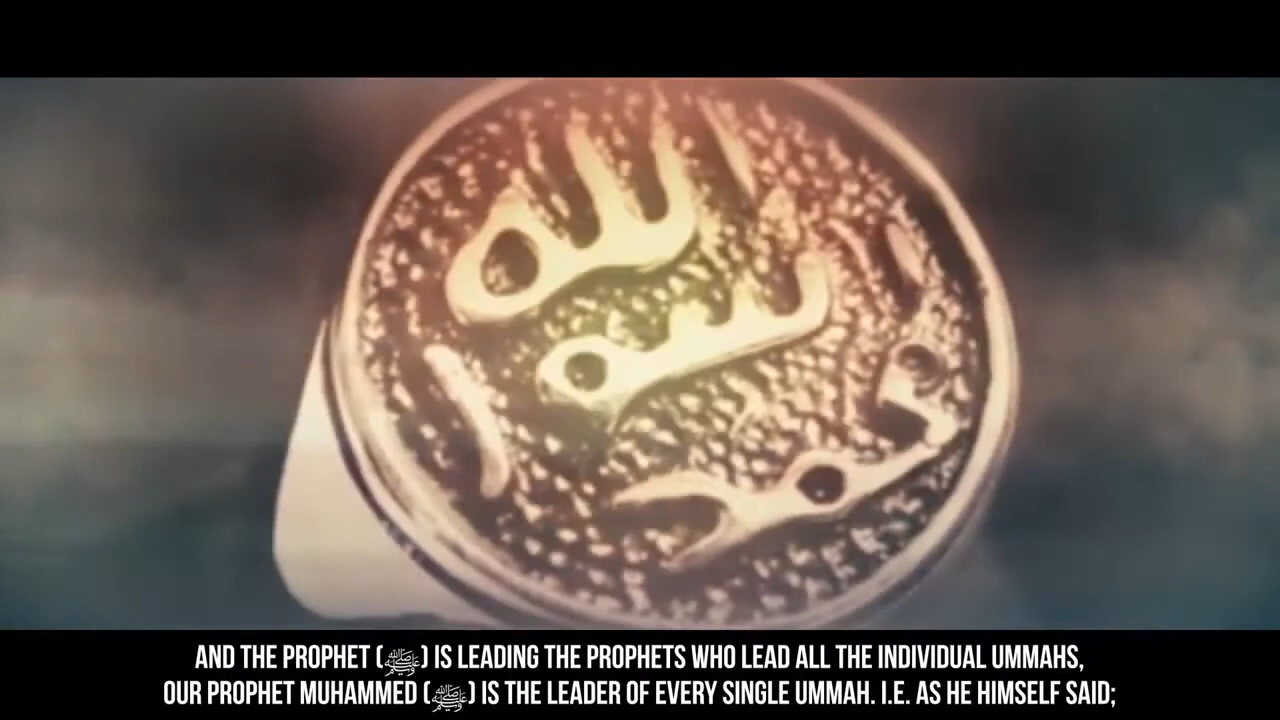 الله
رسول
محمد
AND THE PROPHET (ﷺ) IS LEADING THE PROPHETS WHO LEAD ALL THE INDIVIDUAL UMMAHS,
OUR PROPHET MUHAMMED (ﷺ) IS THE LEADER OF EVERY SINGLE UMMAH. I.E. AS HE HIMSELF SAID;